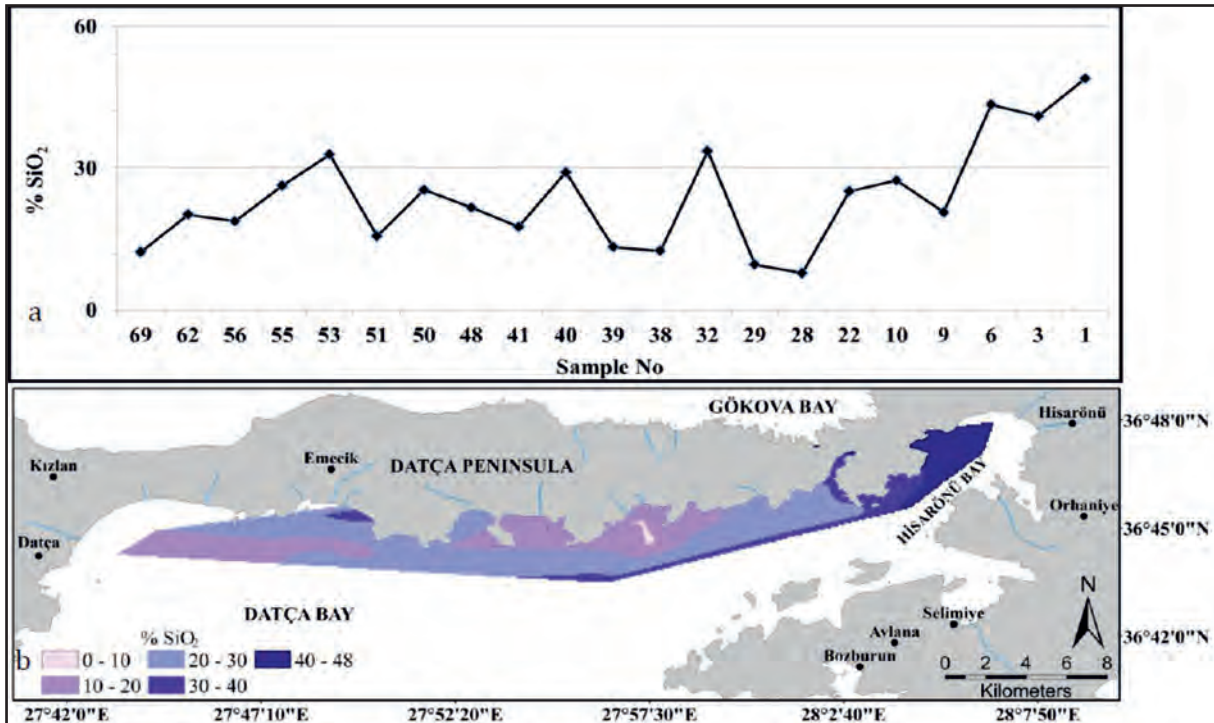 60
30
0
% SiO₂
a
69 62 56 55 53 51 50 48 41 40 39 38 32 29 28 22 10 9 6 3 1
Sample No
GÖKOVA BAY
Hisarönü
36°48'0"N
Kızlan
Emecik
DATÇA PENINSULA
HİSARÖNÜ BAY
Orhaniye
36°45'0"N
Datça
DATÇA BAY
N
Selimiye
Avlana
36°42'0"N
Bozburun
% SiO₂
b
0 - 10 20 - 30 40 - 48
10 - 20 30 - 40
0 2 4 6 8
Kilometers
27°42'0"E 27°47'10"E 27°52'20"E 27°57'30"E 28°2'40"E 28°7'50"E